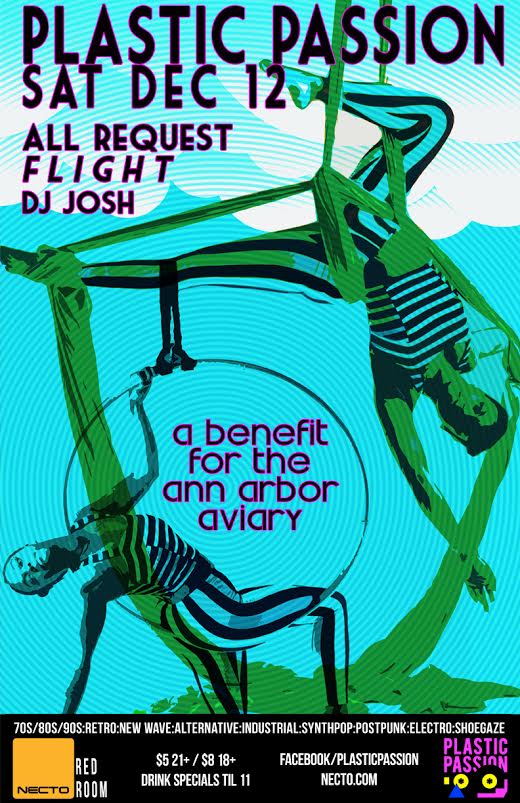 PLASTIC PASSION
SAT DEC 12
ALL REQUEST
FLIGHT
DJ JOSH
a benefit
for the
ann arbor
aviary
70S/80S/90S:RETRO:NEW WAVE:ALTERNATIVE:INDUSTRIAL:SYNTHPOP:POSTPUNK:ELECTRO:SHOEGAZE
NECTO
RED
ROOM
$5 21+ / $8 18+
DRINK SPECIALS TIL 11
FACEBOOK/PLASTICPASSION
NECTO.COM
PLASTIC
PASSION